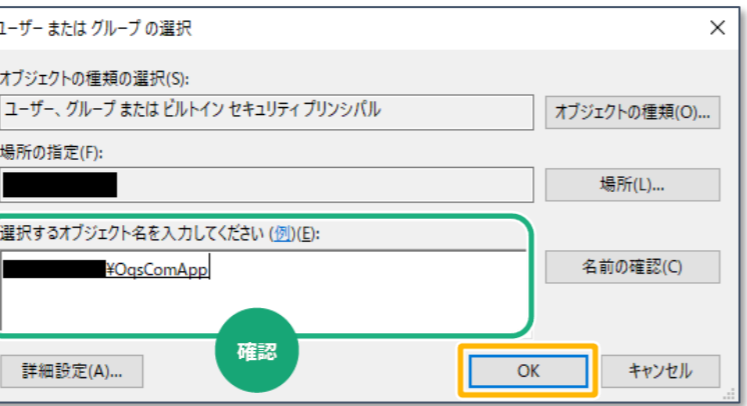 ユーザー または グループ の選択
オブジェクトの種類の選択(S):
ユーザー、グループ または ビルトイン セキュリティ プリンシパル
オブジェクトの種類(O)...
場所の指定(F):
場所(L)...
選択するオブジェクト名を入力してください (例)(E):
¥OqsComApp
名前の確認(C)
確認
詳細設定(A)...
OK
キャンセル